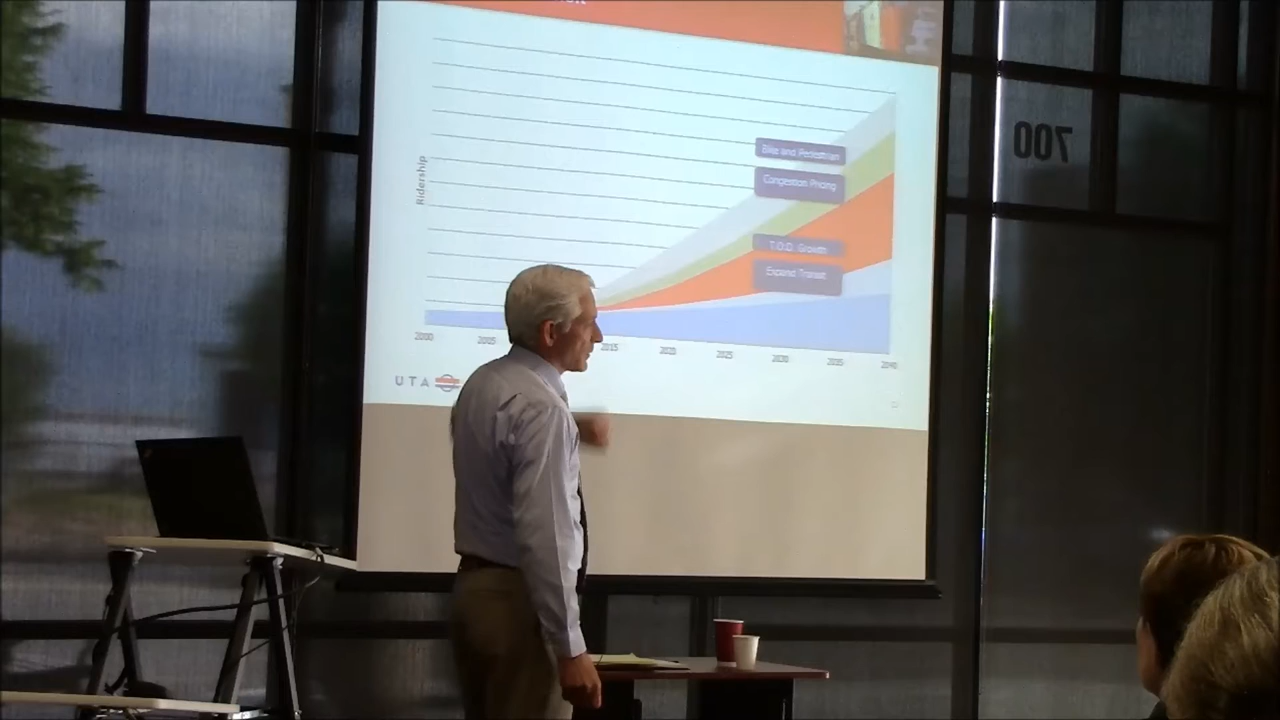 Ridership
Bike and Pedestrian
Congestion Pricing
T.O.D. Growth
Expand Transit
2000
2005
2015
2020
2025
2030
2035
2040
UTA
700